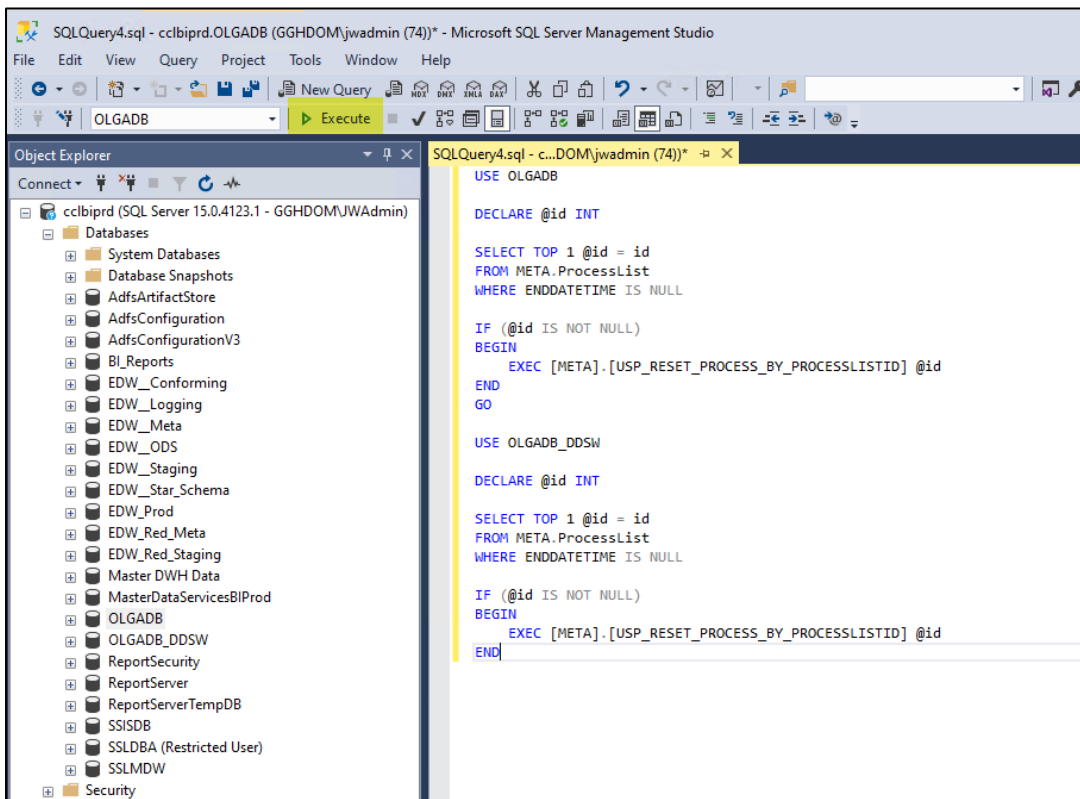 SQLQuery4.sql - cclbiprd.OLGADB (GGHDOM\jwadmin (74))* - Microsoft SQL Server Management Studio
File Edit View Query Project Tools Window Help
New Query MDX DMX XMLA DAX
OLGADB Execute
Object Explorer
Connect
cclbiprd (SQL Server 15.0.4123.1 - GGHDOM\JWAdmin)
Databases
System Databases
Database Snapshots
AdfsArtifactStore
AdfsConfiguration
AdfsConfigurationV3
BI_Reports
EDW__Conforming
EDW__Logging
EDW__Meta
EDW__ODS
EDW__Staging
EDW__Star_Schema
EDW_Prod
EDW_Red_Meta
EDW_Red_Staging
Master DWH Data
MasterDataServicesBIProd
OLGADB
OLGADB_DDSW
ReportSecurity
ReportServer
ReportServerTempDB
SSISDB
SSLDBA (Restricted User)
SSLMDW
Security
SQLQuery4.sql - c...DOM\jwadmin (74))*
USE OLGADB
DECLARE @id INT
SELECT TOP 1 @id = id
FROM META.ProcessList
WHERE ENDDATETIME IS NULL
IF (@id IS NOT NULL)
BEGIN
EXEC [META].[USP_RESET_PROCESS_BY_PROCESSLISTID] @id
END
GO
USE OLGADB_DDSW
DECLARE @id INT
SELECT TOP 1 @id = id
FROM META.ProcessList
WHERE ENDDATETIME IS NULL
IF (@id IS NOT NULL)
BEGIN
EXEC [META].[USP_RESET_PROCESS_BY_PROCESSLISTID] @id
END